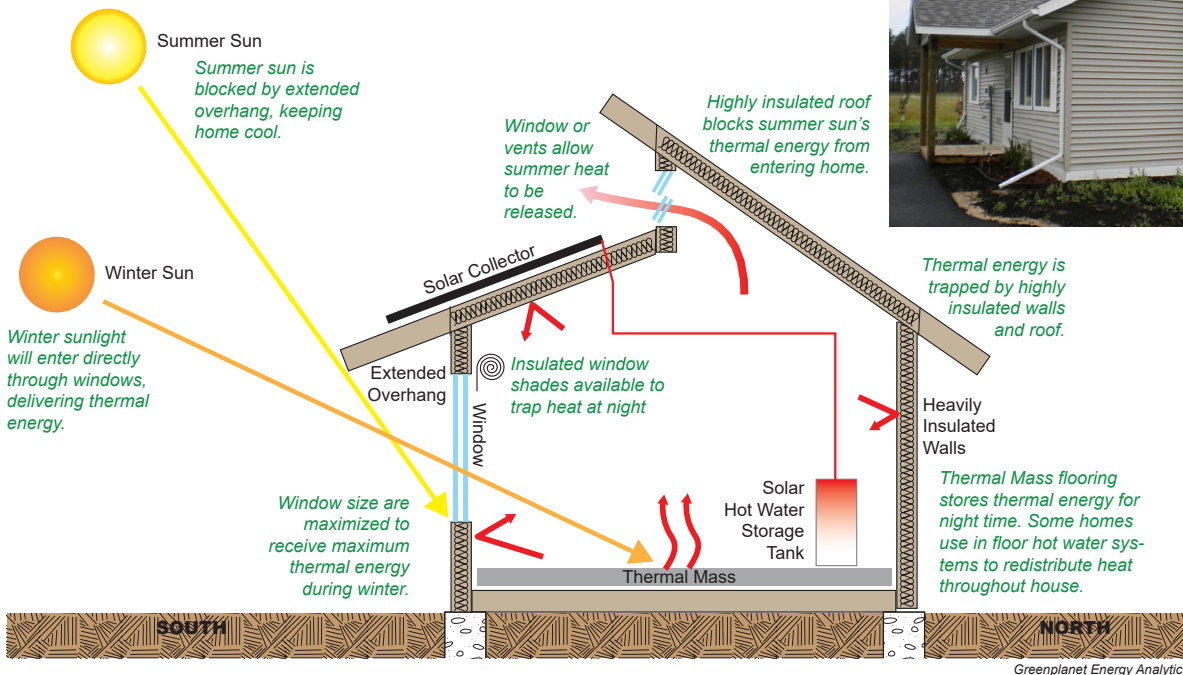 Summer Sun
Summer sun is
blocked by extended
overhang, keeping
home cool.
Window or
vents allow
summer heat
to be
released.
Highly insulated roof
blocks summer sun's
thermal energy from
entering home.
Solar Collector
Winter Sun
Winter sunlight
will enter directly
through windows,
delivering thermal
energy.
Thermal energy is
trapped by highly
insulated walls
and roof.
Extended
Overhang
Insulated window
shades available to
trap heat at night
Window
Heavily
Insulated
Walls
Window size are
maximized to
receive maximum
thermal energy
during winter.
Solar
Hot Water
Storage
Tank
Thermal Mass flooring
stores thermal energy for
night time. Some homes
use in floor hot water sys-
tems to redistribute heat
throughout house.
Thermal Mass
SOUTH
NORTH
Greenplanet Energy Analytic